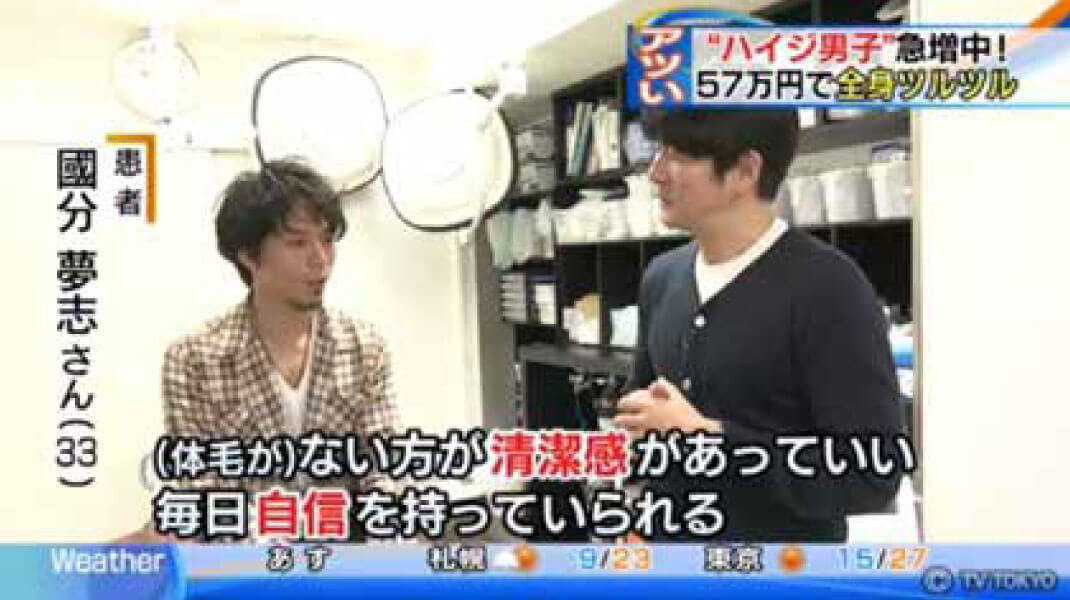 アツい
“ハイジ男子”急増中!
57万円で全身ツルツル
患者
國分 夢志さん(33)
(体毛が)ない方が清潔感があっていい
毎日自信を持っていられる
Weather あす 札幌 9/23 東京 15/27
© TV TOKYO